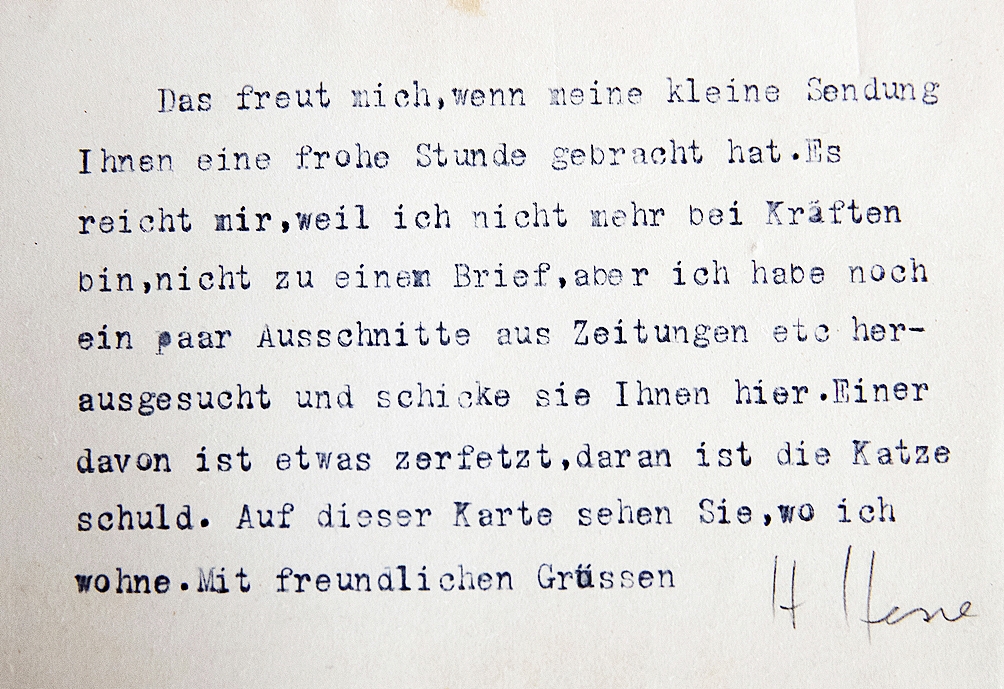 Das freut mich,wenn meine kleine Sendung
Ihnen eine frohe Stunde gebracht hat.Es
reicht mir,weil ich nicht mehr bei Kräften
bin,nicht zu einem Brief,aber ich habe noch
ein paar Ausschnitte aus Zeitungen etc her-
ausgesucht und schicke sie Ihnen hier.Einer
davon ist etwas zerfetzt,daran ist die Katze
schuld. Auf dieser Karte sehen Sie,wo ich
wohne.Mit freundlichen Grüssen
H Hesse